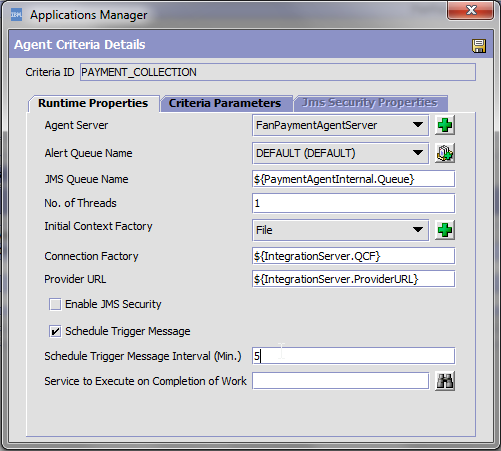 IBM Applications Manager
Agent Criteria Details
Criteria ID PAYMENT_COLLECTION
Runtime Properties Criteria Parameters Jms Security Properties
Agent Server FanPaymentAgentServer
Alert Queue Name DEFAULT (DEFAULT)
JMS Queue Name ${PaymentAgentInternal.Queue}
No. of Threads 1
Initial Context Factory File
Connection Factory ${IntegrationServer.QCF}
Provider URL ${IntegrationServer.ProviderURL}
Enable JMS Security
Schedule Trigger Message
Schedule Trigger Message Interval (Min.) 5
Service to Execute on Completion of Work